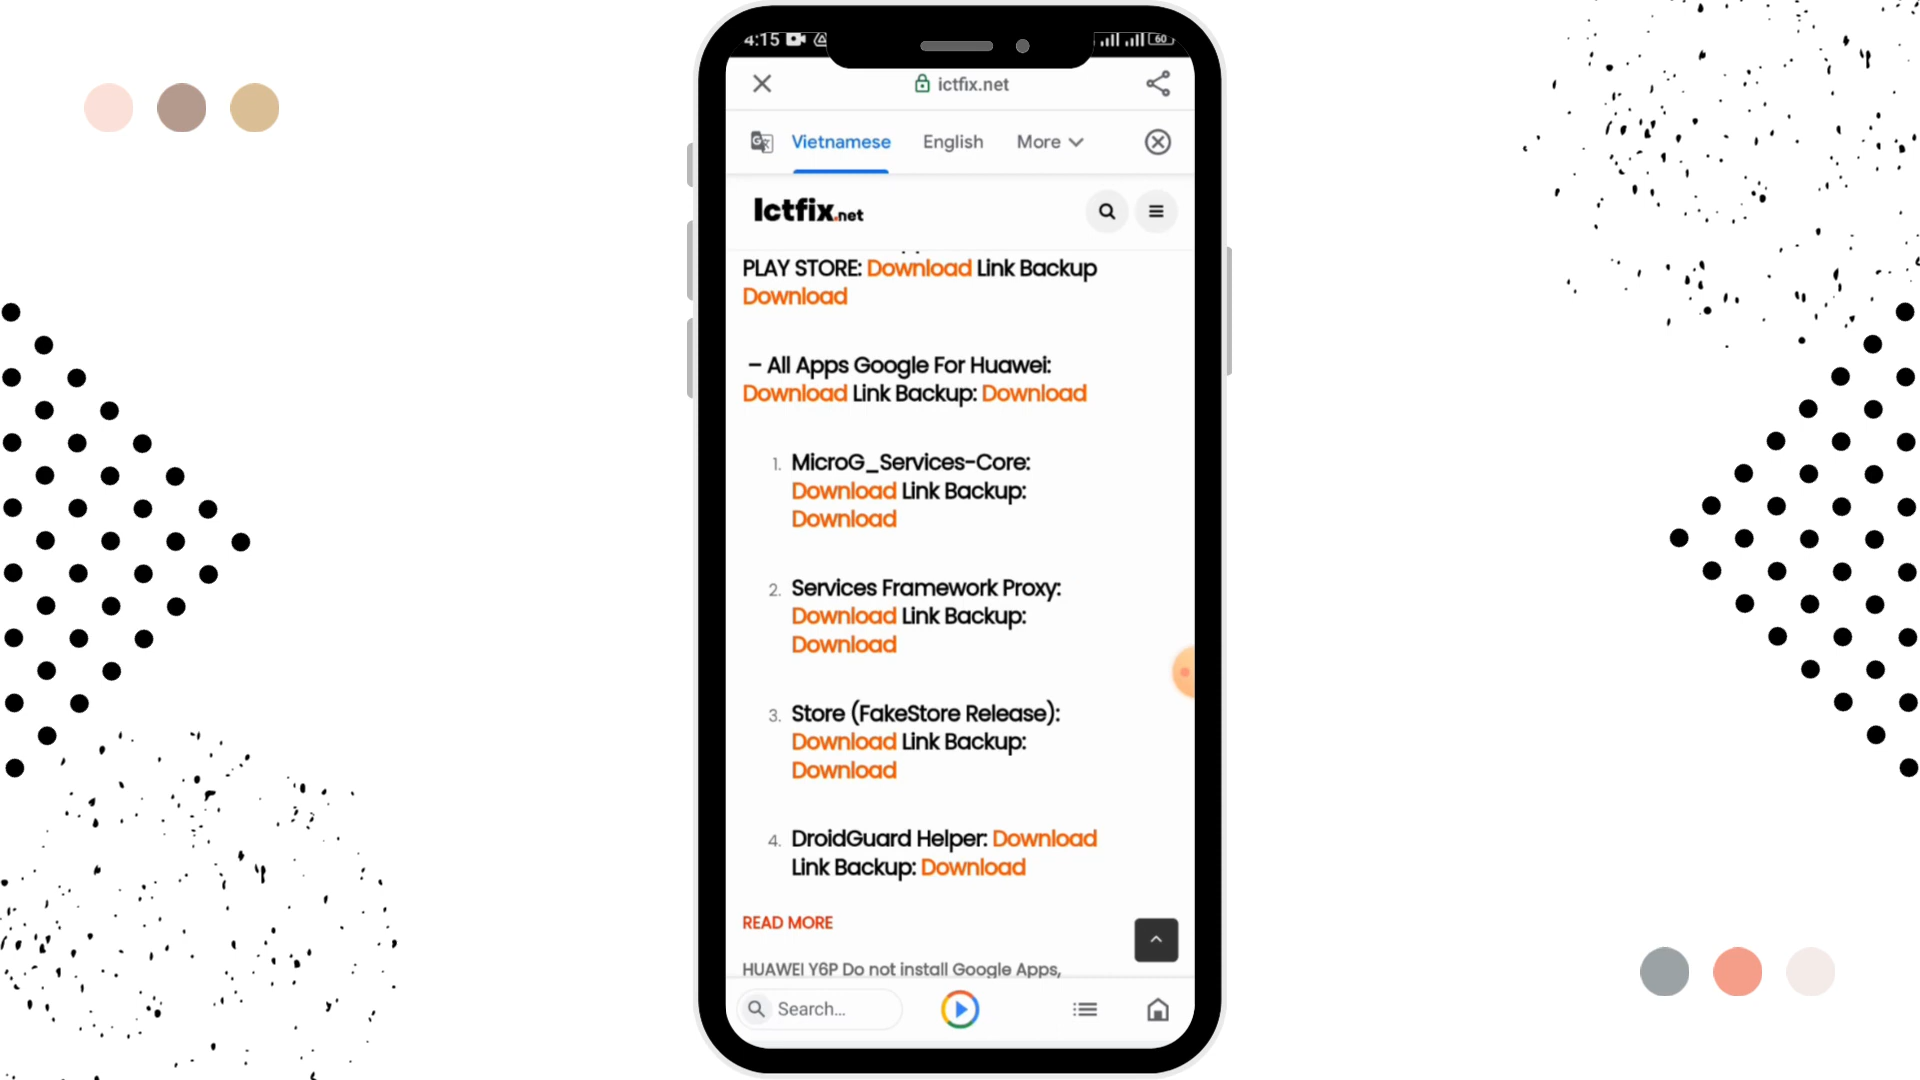 4:15
60
ictfix.net
Vietnamese English More
Ictfix.net
PLAY STORE: Download Link Backup
Download
– All Apps Google For Huawei:
Download Link Backup: Download
1. MicroG_Services-Core:
Download Link Backup:
Download
2. Services Framework Proxy:
Download Link Backup:
Download
3. Store (FakeStore Release):
Download Link Backup:
Download
4. DroidGuard Helper: Download
Link Backup: Download
READ MORE
HUAWEI Y6P Do not install Google Apps,
Search...